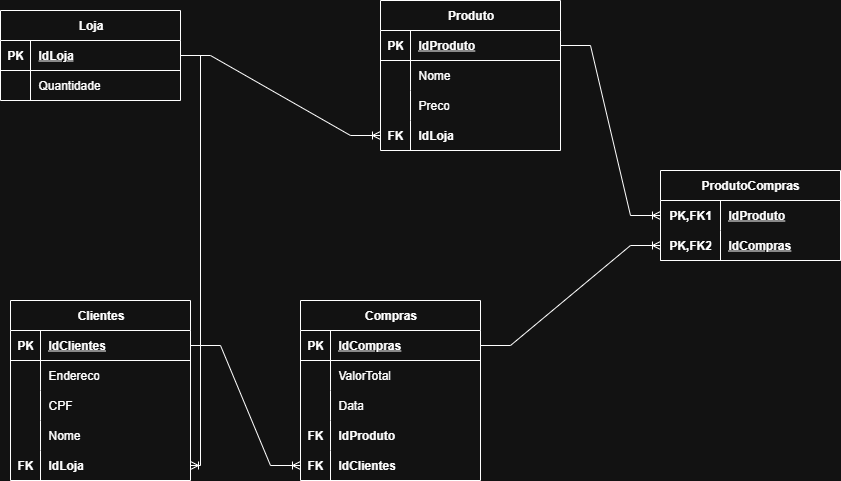 Loja
PK IdLoja
Quantidade
Produto
PK IdProduto
Nome
Preco
FK IdLoja
ProdutoCompras
PK,FK1 IdProduto
PK,FK2 IdCompras
Clientes
PK IdClientes
Endereco
CPF
Nome
FK IdLoja
Compras
PK IdCompras
ValorTotal
Data
FK IdProduto
FK IdClientes